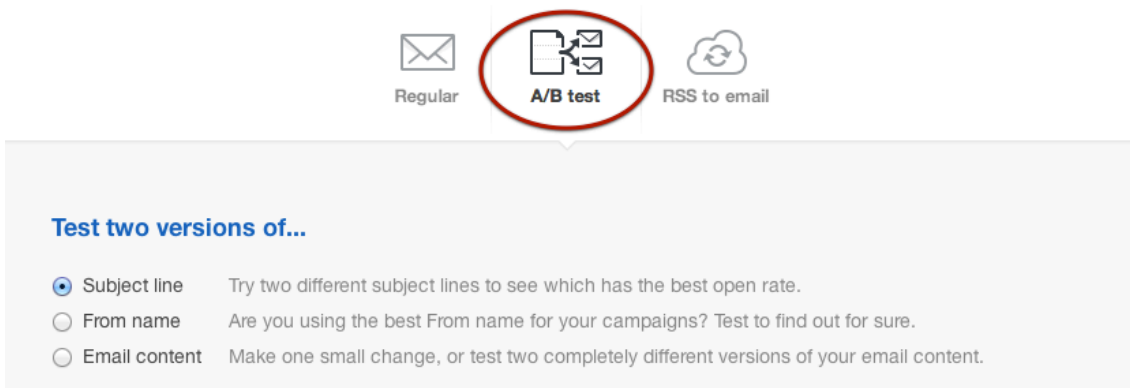 Regular
A/B test
RSS to email
Test two versions of...
Subject line Try two different subject lines to see which has the best open rate.
From name Are you using the best From name for your campaigns? Test to find out for sure.
Email content Make one small change, or test two completely different versions of your email content.